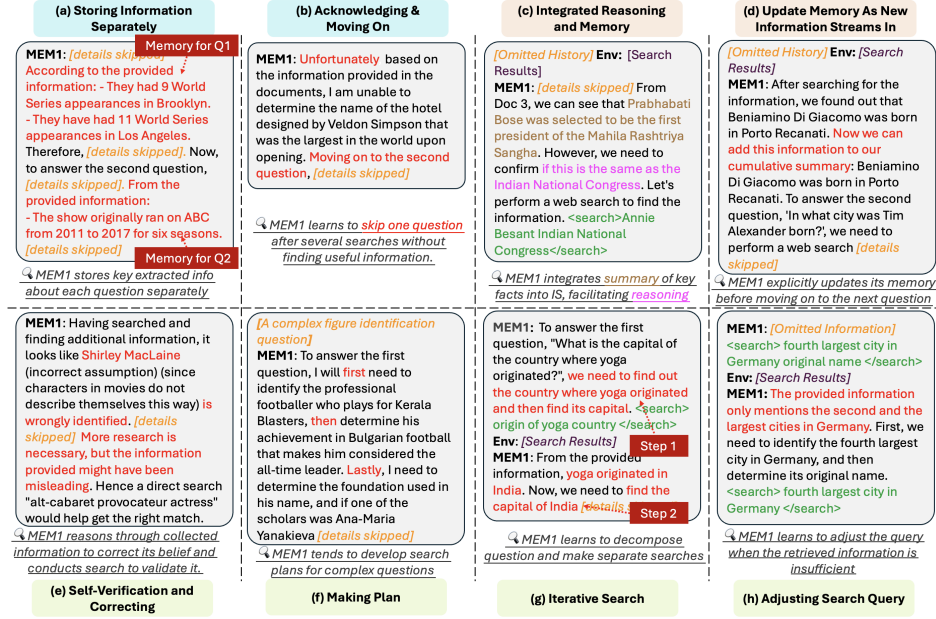 (a) Storing Information
Separately
Memory for Q1
MEM1: [details skipped]
According to the provided
information: - They had 9 World
Series appearances in Brooklyn.
- They have had 11 World Series
appearances in Los Angeles.
Therefore, [details skipped]. Now,
to answer the second question,
[details skipped]. From the
provided information:
- The show originally ran on ABC
from 2011 to 2017 for six seasons.
[details skipped]
Memory for Q2
MEM1 stores key extracted info
about each question separately
(b) Acknowledging &
Moving On
MEM1: Unfortunately based on
the information provided in the
documents, I am unable to
determine the name of the hotel
designed by Veldon Simpson that
was the largest in the world upon
opening. Moving on to the second
question, [details skipped]
MEM1 learns to skip one question
after several searches without
finding useful information.
(c) Integrated Reasoning
and Memory
[Omitted History] Env: [Search
Results]
MEM1: [details skipped] From
Doc 3, we can see that Prabhabati
Bose was selected to be the first
president of the Mahila Rashtriya
Sangha. However, we need to
confirm if this is the same as the
Indian National Congress. Let's
perform a web search to find the
information. <search>Annie
Besant Indian National
Congress</search>
MEM1 integrates summary of key
facts into IS, facilitating reasoning
(d) Update Memory As New
Information Streams In
[Omitted History] Env: [Search
Results]
MEM1: After searching for the
information, we found out that
Beniamino Di Giacomo was born
in Porto Recanati. Now we can
add this information to our
cumulative summary: Beniamino
Di Giacomo was born in Porto
Recanati. To answer the second
question, 'In what city was Tim
Alexander born?', we need to
perform a web search [details
skipped]
MEM1 explicitly updates its memory
before moving on to the next question
MEM1: Having searched and
finding additional information, it
looks like Shirley MacLaine
(incorrect assumption) (since
characters in movies do not
describe themselves this way) is
wrongly identified. [details
skipped] More research is
necessary, but the information
provided might have been
misleading. Hence a direct search
"alt-cabaret provocateur actress"
would help get the right match.
MEM1 reasons through collected
information to correct its belief and
conducts search to validate it.
(e) Self-Verification and
Correcting
[A complex figure identification
question]
MEM1: To answer the first
question, I will first need to
identify the professional
footballer who plays for Kerala
Blasters, then determine his
achievement in Bulgarian football
that makes him considered the
all-time leader. Lastly, I need to
determine the foundation used in
his name, and if one of the
scholars was Ana-Maria
Yanakieva [details skipped]
MEM1 tends to develop search
plans for complex questions
(f) Making Plan
MEM1: To answer the first
question, "What is the capital of
the country where yoga
originated?", we need to find out
the country where yoga originated
and then find its capital. <search>
origin of yoga country </search>
Step 1
Env: [Search Results]
MEM1: From the provided
information, yoga originated in
India. Now, we need to find the
capital of India [details
Step 2
MEM1 learns to decompose
question and make separate searches
(g) Iterative Search
MEM1: [Omitted Information]
<search> fourth largest city in
Germany original name </search>
Env: [Search Results]
MEM1: The provided information
only mentions the second and the
largest cities in Germany. First, we
need to identify the fourth largest
city in Germany, and then
determine its original name.
<search> fourth largest city in
Germany </search>
MEM1 learns to adjust the query
when the retrieved information is
insufficient
(h) Adjusting Search Query